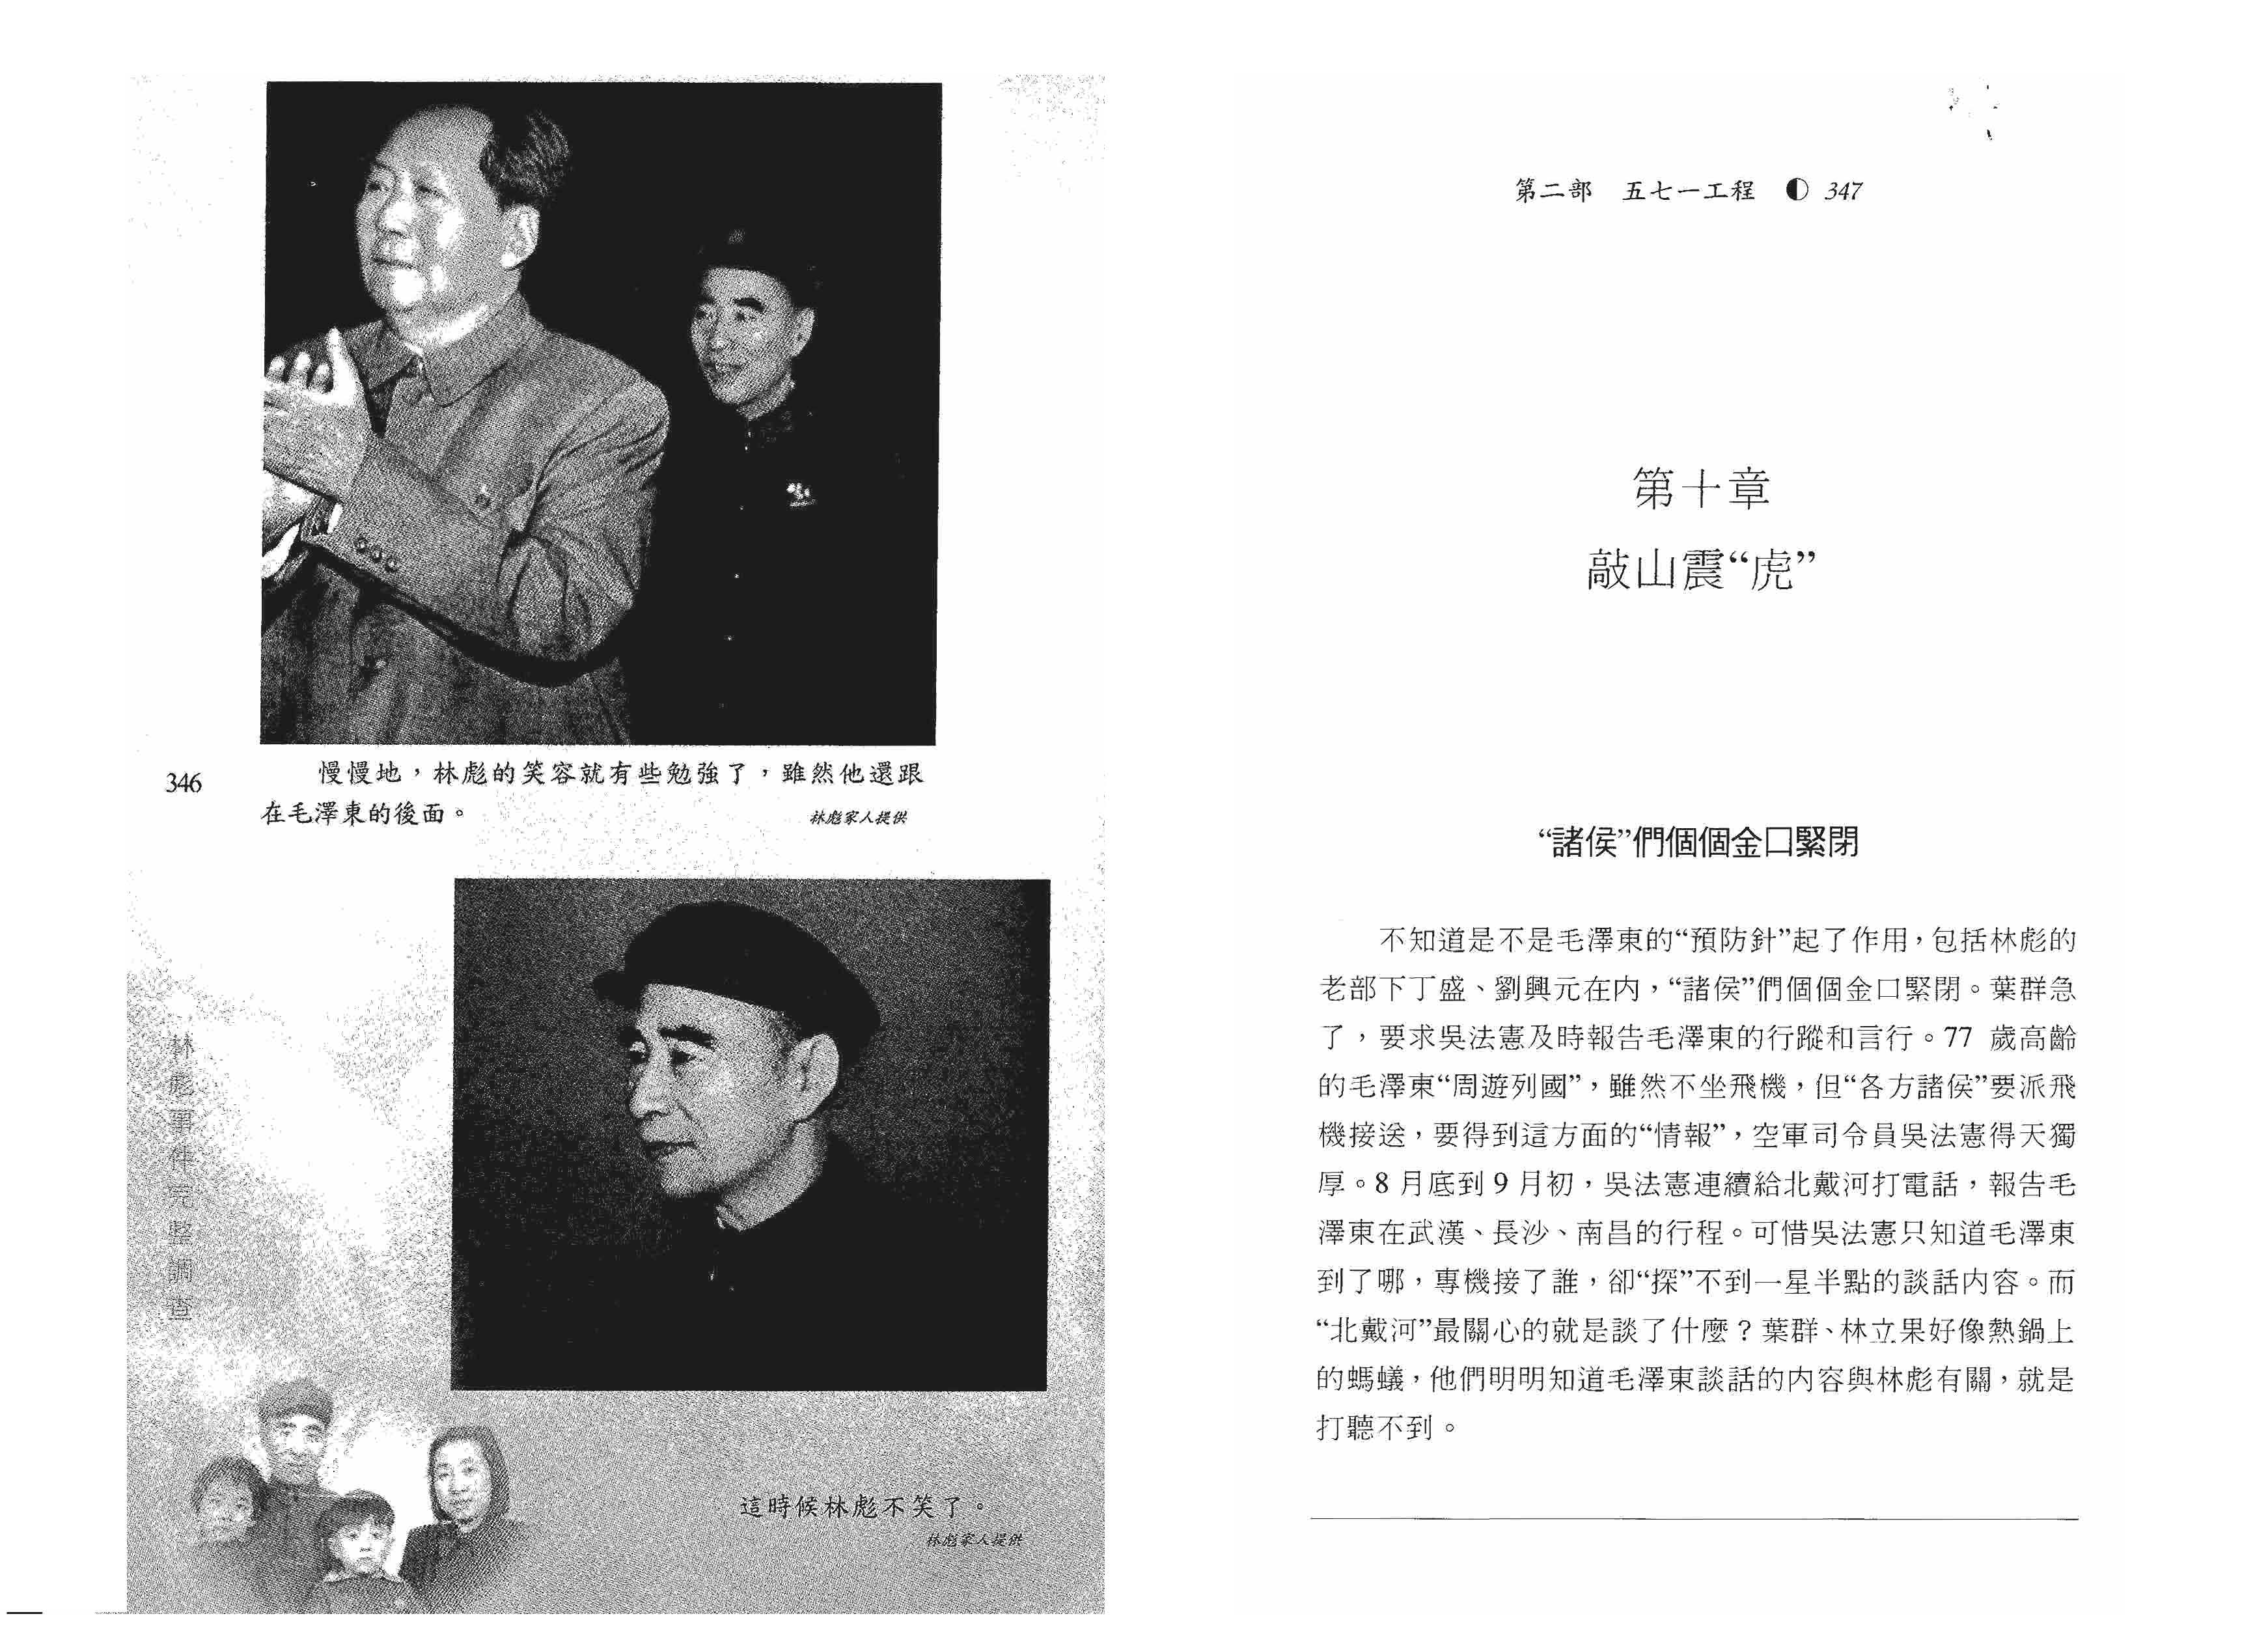 慢慢地，林彪的笑容就有些勉強了，雖然他還跟
在毛澤東的後面。
林彪家人提供
346
林彪事件完整調查
這時候林彪不笑了。
林彪家人提供
第二部 五七一工程 ◐ 347
第十章
敲山震“虎”
“諸侯”們個個金口緊閉
不知道是不是毛澤東的“預防針”起了作用，包括林彪的
老部下丁盛、劉興元在内，“諸侯”們個個金口緊閉。葉群急
了，要求吳法憲及時報告毛澤東的行蹤和言行。77 歲高齡
的毛澤東“周遊列國”，雖然不坐飛機，但“各方諸侯”要派飛
機接送，要得到這方面的“情報”，空軍司令員吳法憲得天獨
厚。8 月底到 9 月初，吳法憲連續給北戴河打電話，報告毛
澤東在武漢、長沙、南昌的行程。可惜吳法憲只知道毛澤東
到了哪，專機接了誰，卻“探”不到一星半點的談話内容。而
“北戴河”最關心的就是談了什麼？葉群、林立果好像熱鍋上
的螞蟻，他們明明知道毛澤東談話的内容與林彪有關，就是
打聽不到。